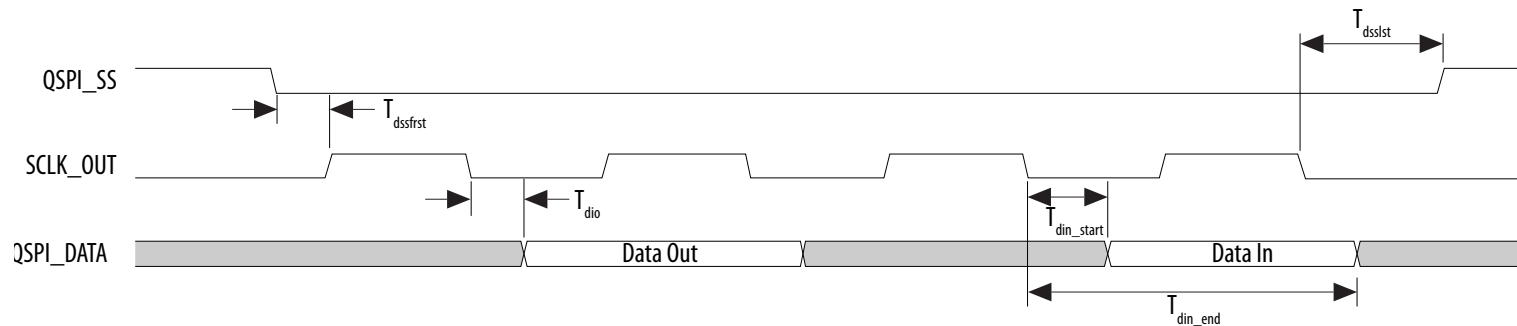 T_dsslst
QSPI_SS
T_dssfrst
SCLK_OUT
T_dio
T_din_start
QSPI_DATA
Data Out
Data In
T_din_end